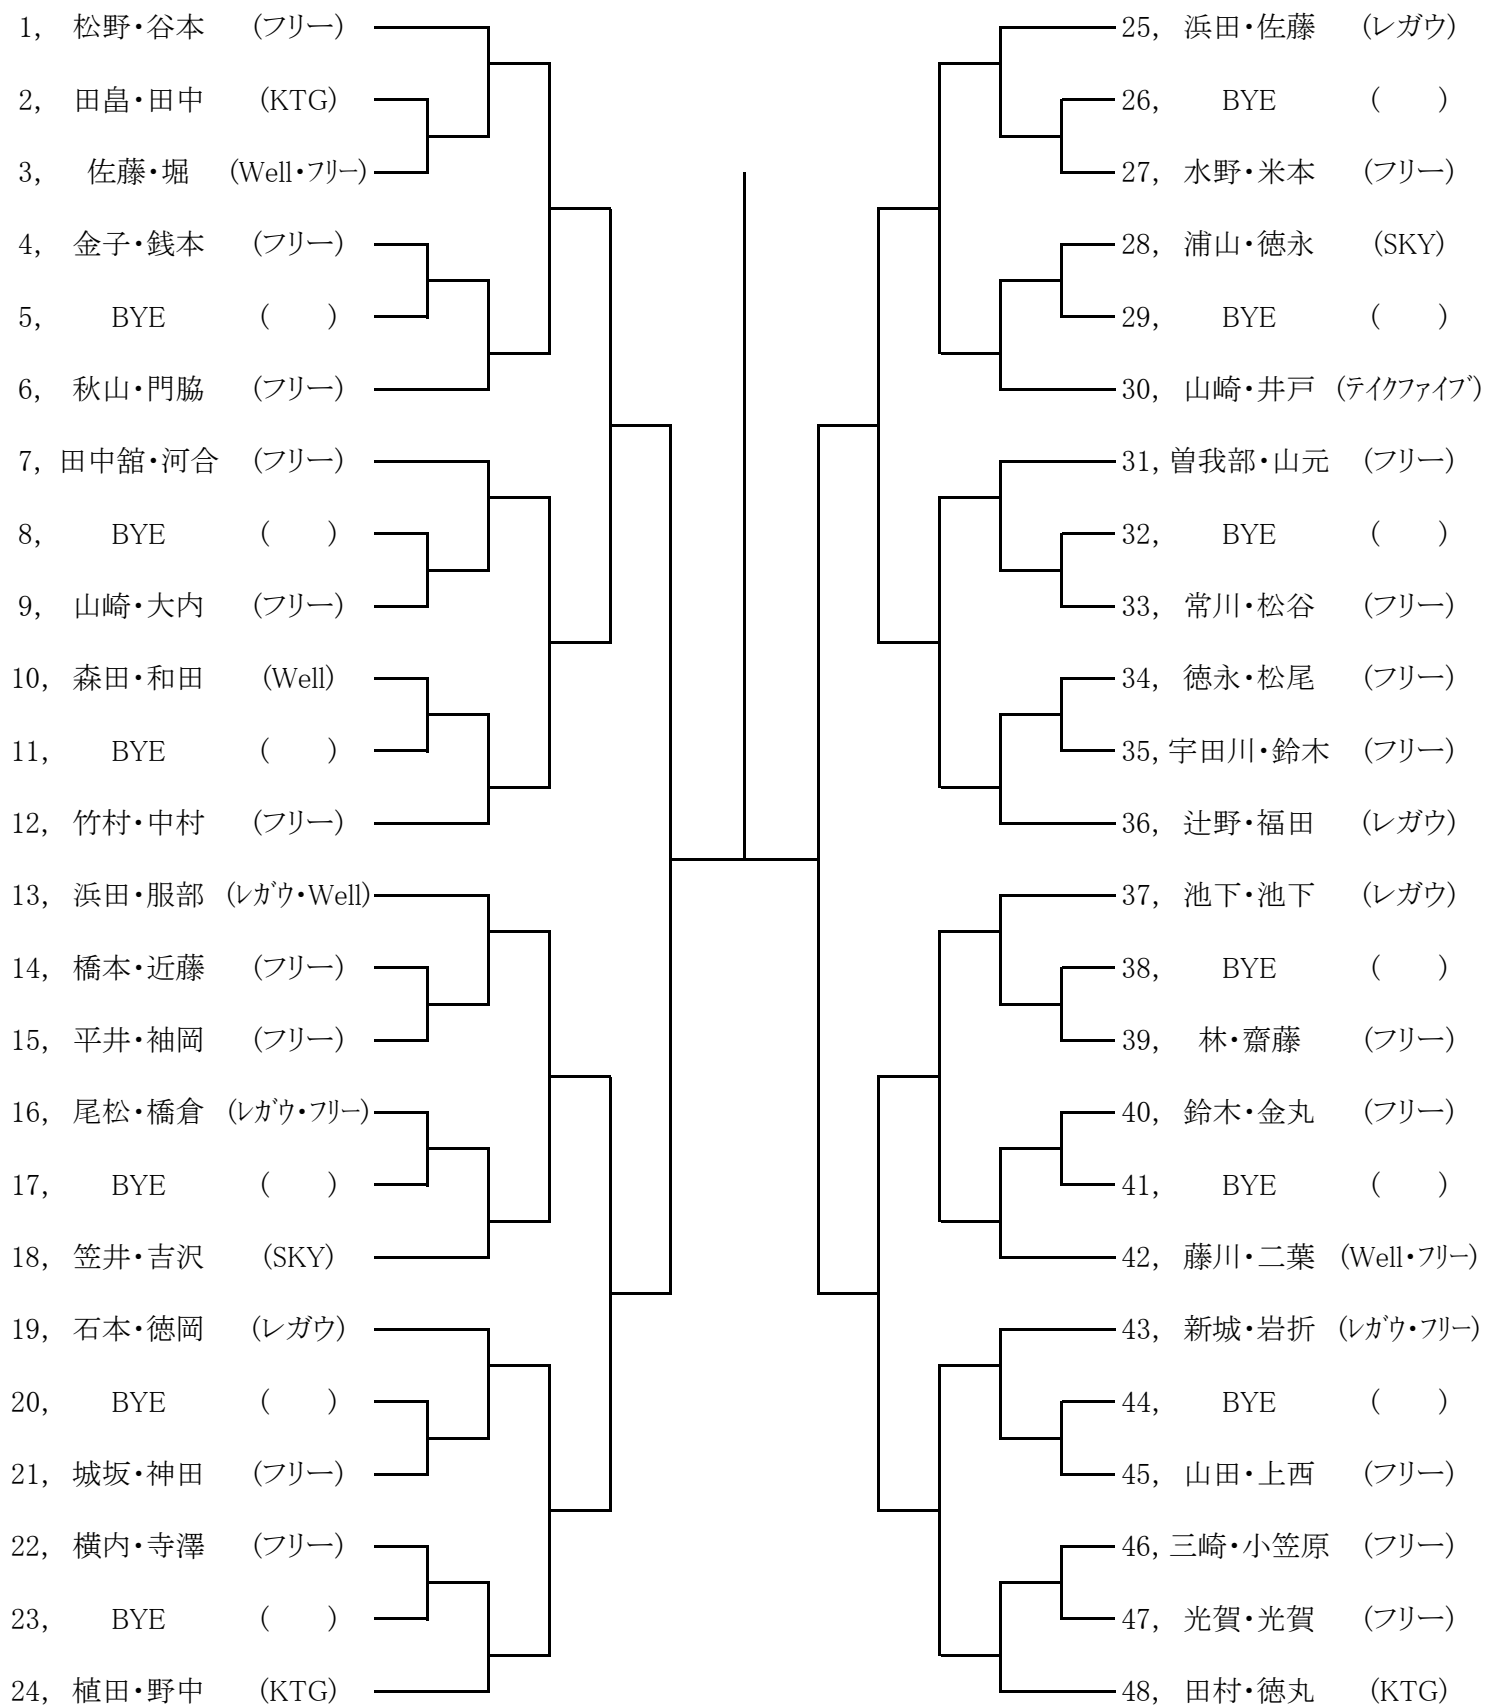 1, 松野・谷本 (フリー)
2, 田畠・田中 (KTG)
3, 佐藤・堀 (Well・フリー)
4, 金子・銭本 (フリー)
5, BYE ( )
6, 秋山・門脇 (フリー)
7, 田中舘・河合 (フリー)
8, BYE ( )
9, 山崎・大内 (フリー)
10, 森田・和田 (Well)
11, BYE ( )
12, 竹村・中村 (フリー)
13, 浜田・服部 (レガウ・Well)
14, 橋本・近藤 (フリー)
15, 平井・袖岡 (フリー)
16, 尾松・橋倉 (レガウ・フリー)
17, BYE ( )
18, 笠井・吉沢 (SKY)
19, 石本・徳岡 (レガウ)
20, BYE ( )
21, 城坂・神田 (フリー)
22, 横内・寺澤 (フリー)
23, BYE ( )
24, 植田・野中 (KTG)
25, 浜田・佐藤 (レガウ)
26, BYE ( )
27, 水野・米本 (フリー)
28, 浦山・徳永 (SKY)
29, BYE ( )
30, 山崎・井戸 (テイクファイブ)
31, 曽我部・山元 (フリー)
32, BYE ( )
33, 常川・松谷 (フリー)
34, 徳永・松尾 (フリー)
35, 宇田川・鈴木 (フリー)
36, 辻野・福田 (レガウ)
37, 池下・池下 (レガウ)
38, BYE ( )
39, 林・齋藤 (フリー)
40, 鈴木・金丸 (フリー)
41, BYE ( )
42, 藤川・二葉 (Well・フリー)
43, 新城・岩折 (レガウ・フリー)
44, BYE ( )
45, 山田・上西 (フリー)
46, 三崎・小笠原 (フリー)
47, 光賀・光賀 (フリー)
48, 田村・徳丸 (KTG)